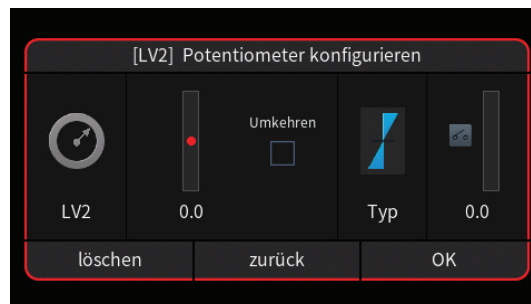 [LV2] Potentiometer konfigurieren
Umkehren
LV2
0.0
Typ
0.0
löschen
zurück
OK